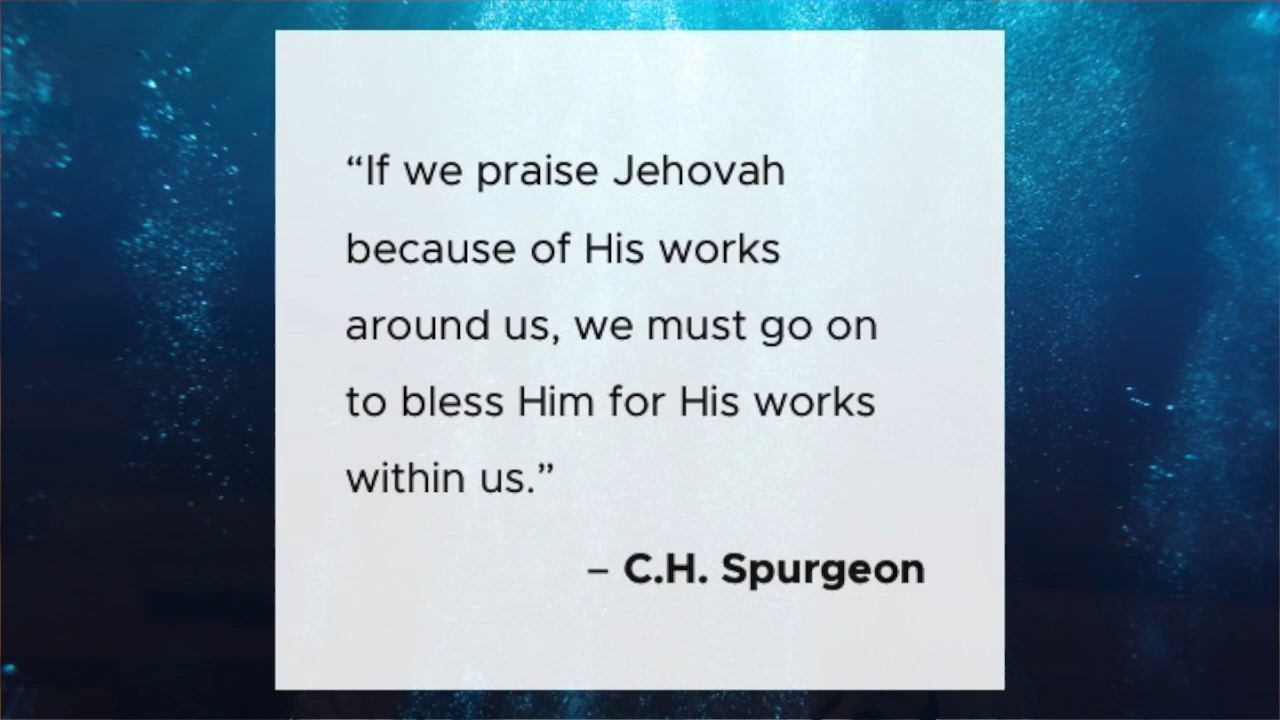 “If we praise Jehovah
because of His works
around us, we must go on
to bless Him for His works
within us.”
– C.H. Spurgeon